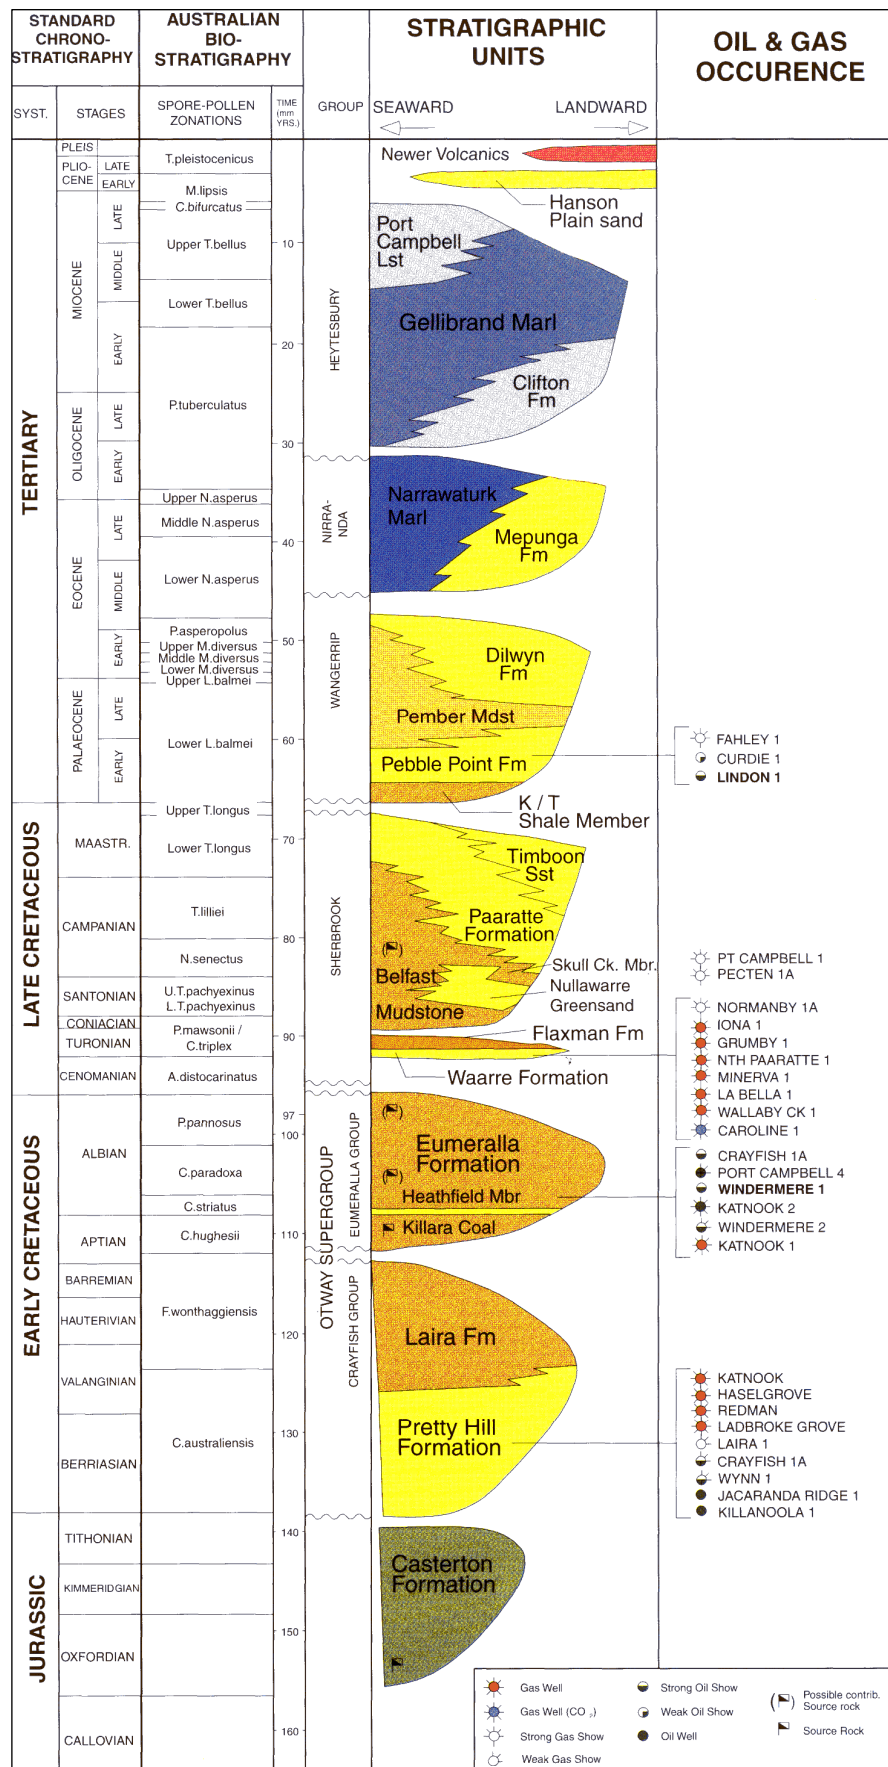 STANDARD
CHRONO-
STRATIGRAPHY
AUSTRALIAN
BIO-
STRATIGRAPHY
STRATIGRAPHIC
UNITS
OIL & GAS
OCCURENCE
SYST.
STAGES
SPORE-POLLEN
ZONATIONS
TIME
(mm
YRS.)
GROUP
SEAWARD
LANDWARD
TERTIARY
LATE CRETACEOUS
EARLY CRETACEOUS
JURASSIC
PLEIS
PLIO-
CENE
LATE
EARLY
MIOCENE
LATE
MIDDLE
EARLY
OLIGOCENE
LATE
EARLY
EOCENE
LATE
MIDDLE
EARLY
PALAEOCENE
LATE
EARLY
MAASTR.
CAMPANIAN
SANTONIAN
CONIACIAN
TURONIAN
CENOMANIAN
ALBIAN
APTIAN
BARREMIAN
HAUTERIVIAN
VALANGINIAN
BERRIASIAN
TITHONIAN
KIMMERIDGIAN
OXFORDIAN
CALLOVIAN
T.pleistocenicus
M.lipsis
C.bifurcatus
Upper T.bellus
Lower T.bellus
P.tuberculatus
Upper N.asperus
Middle N.asperus
Lower N.asperus
P.asperopolus
Upper M.diversus
Middle M.diversus
Lower M.diversus
Upper L.balmei
Lower L.balmei
Upper T.longus
Lower T.longus
T.lilliei
N.senectus
U.T.pachyexinus
L.T.pachyexinus
P.mawsonii /
C.triplex
A.distocarinatus
P.pannosus
C.paradoxa
C.striatus
C.hughesii
F.wonthaggiensis
C.australiensis
10
20
30
40
50
60
70
80
90
97
100
110
120
130
140
150
160
HEYTESBURY
NIRRA-
NDA
WANGERRIP
SHERBROOK
OTWAY SUPERGROUP
EUMERALLA GROUP
CRAYFISH GROUP
Newer Volcanics
Hanson
Plain sand
Port
Campbell
Lst
Gellibrand Marl
Clifton
Fm
Narrawaturk
Marl
Mepunga
Fm
Dilwyn
Fm
Pember Mdst
Pebble Point Fm
K / T
Shale Member
Timboon
Sst
Paaratte
Formation
Skull Ck. Mbr.
Belfast
Mudstone
Nullawarre
Greensand
Flaxman Fm
Waarre Formation
Eumeralla
Formation
Heathfield Mbr
Killara Coal
Laira Fm
Pretty Hill
Formation
Casterton
Formation
FAHLEY 1
CURDIE 1
LINDON 1
PT CAMPBELL 1
PECTEN 1A
NORMANBY 1A
IONA 1
GRUMBY 1
NTH PAARATTE 1
MINERVA 1
LA BELLA 1
WALLABY CK 1
CAROLINE 1
CRAYFISH 1A
PORT CAMPBELL 4
WINDERMERE 1
KATNOOK 2
WINDERMERE 2
KATNOOK 1
KATNOOK
HASELGROVE
REDMAN
LADBROKE GROVE
LAIRA 1
CRAYFISH 1A
WYNN 1
JACARANDA RIDGE 1
KILLANOOLA 1
Gas Well
Gas Well (CO 2)
Strong Gas Show
Weak Gas Show
Strong Oil Show
Weak Oil Show
Oil Well
Possible contrib.
Source rock
Source Rock